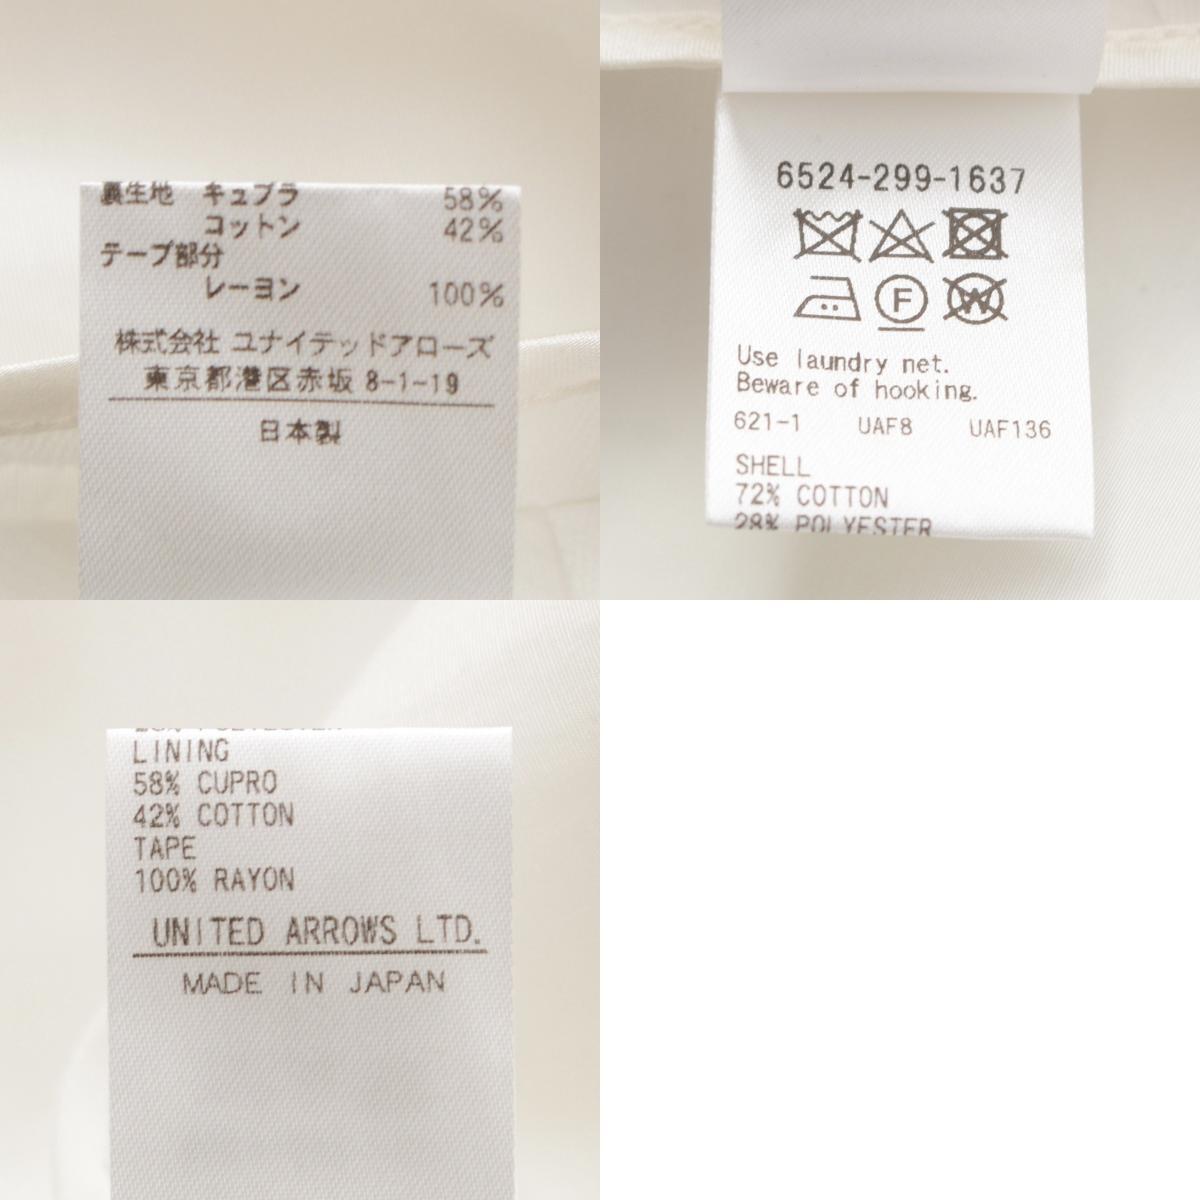 裏生地 キュプラ 58%
コットン 42%
テープ部分
レーヨン 100%
株式会社 ユナイテッドアローズ
東京都港区赤坂 8-1-19
日本製
6524-299-1637
F
W
Use laundry net.
Beware of hooking.
621-1 UAF8 UAF136
SHELL
72% COTTON
28% POLYESTER
28% POLYESTER
LINING
58% CUPRO
42% COTTON
TAPE
100% RAYON
UNITED ARROWS LTD.
MADE IN JAPAN